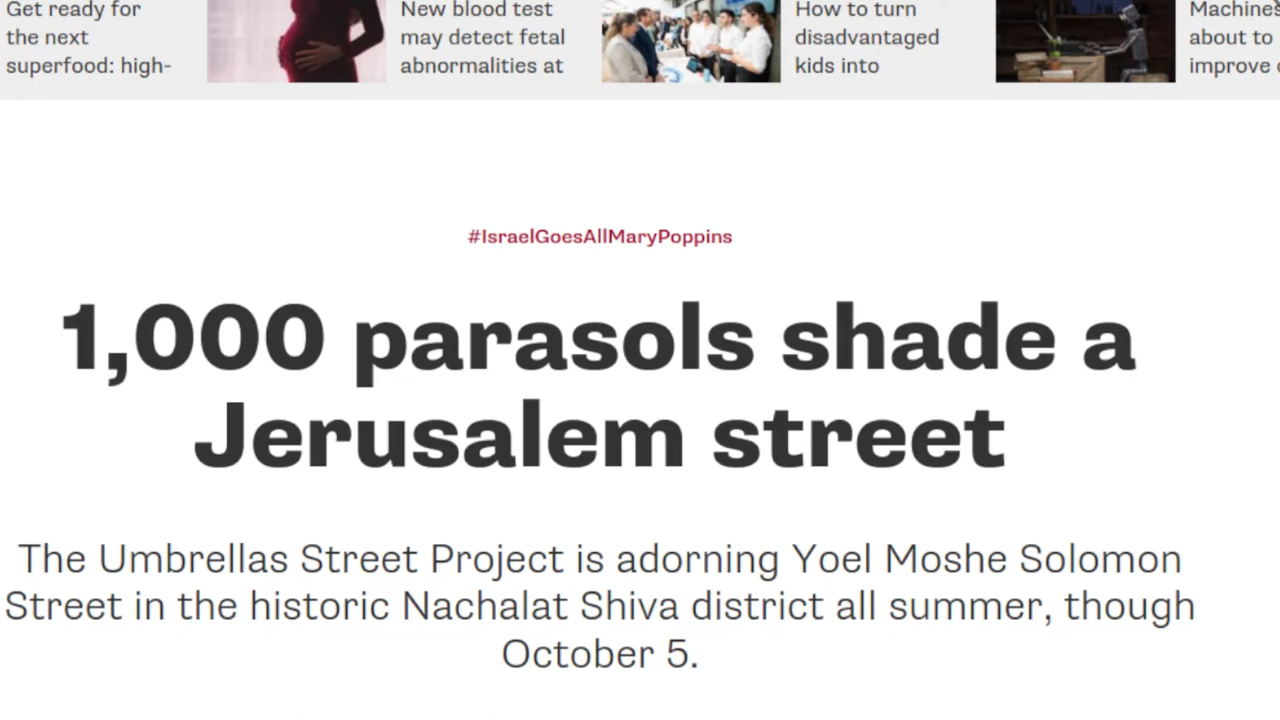 Get ready for
the next
superfood: high-
New blood test
may detect fetal
abnormalities at
How to turn
disadvantaged
kids into
Machines
about to
improve
#IsraelGoesAllMaryPoppins
1,000 parasols shade a
Jerusalem street
The Umbrellas Street Project is adorning Yoel Moshe Solomon
Street in the historic Nachalat Shiva district all summer, though
October 5.